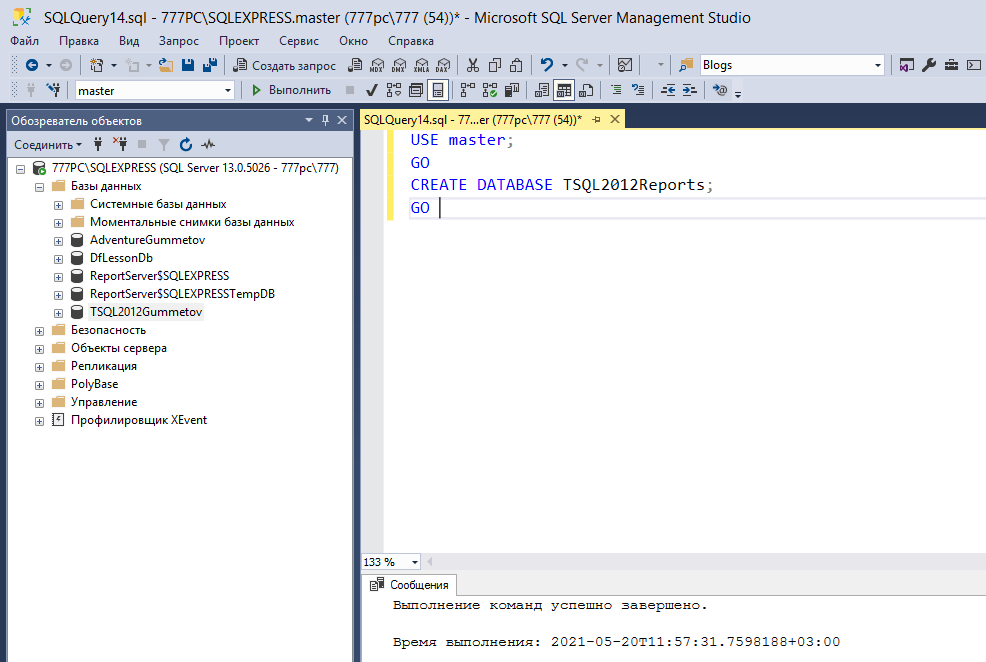 SQLQuery14.sql - 777PC\SQLEXPRESS.master (777pc\777 (54))* - Microsoft SQL Server Management Studio
Файл Правка Вид Запрос Проект Сервис Окно Справка
Создать запрос MDX DMX XMLA DAX Blogs
master Выполнить
Обозреватель объектов
Соединить
777PC\SQLEXPRESS (SQL Server 13.0.5026 - 777pc\777)
Базы данных
Системные базы данных
Моментальные снимки базы данных
AdventureGummetov
DfLessonDb
ReportServer$SQLEXPRESS
ReportServer$SQLEXPRESSTempDB
TSQL2012Gummetov
Безопасность
Объекты сервера
Репликация
PolyBase
Управление
Профилировщик XEvent
SQLQuery14.sql - 77...er (777pc\777 (54))*
USE master;
GO
CREATE DATABASE TSQL2012Reports;
GO
133 %
Сообщения
Выполнение команд успешно завершено.
Время выполнения: 2021-05-20T11:57:31.7598188+03:00